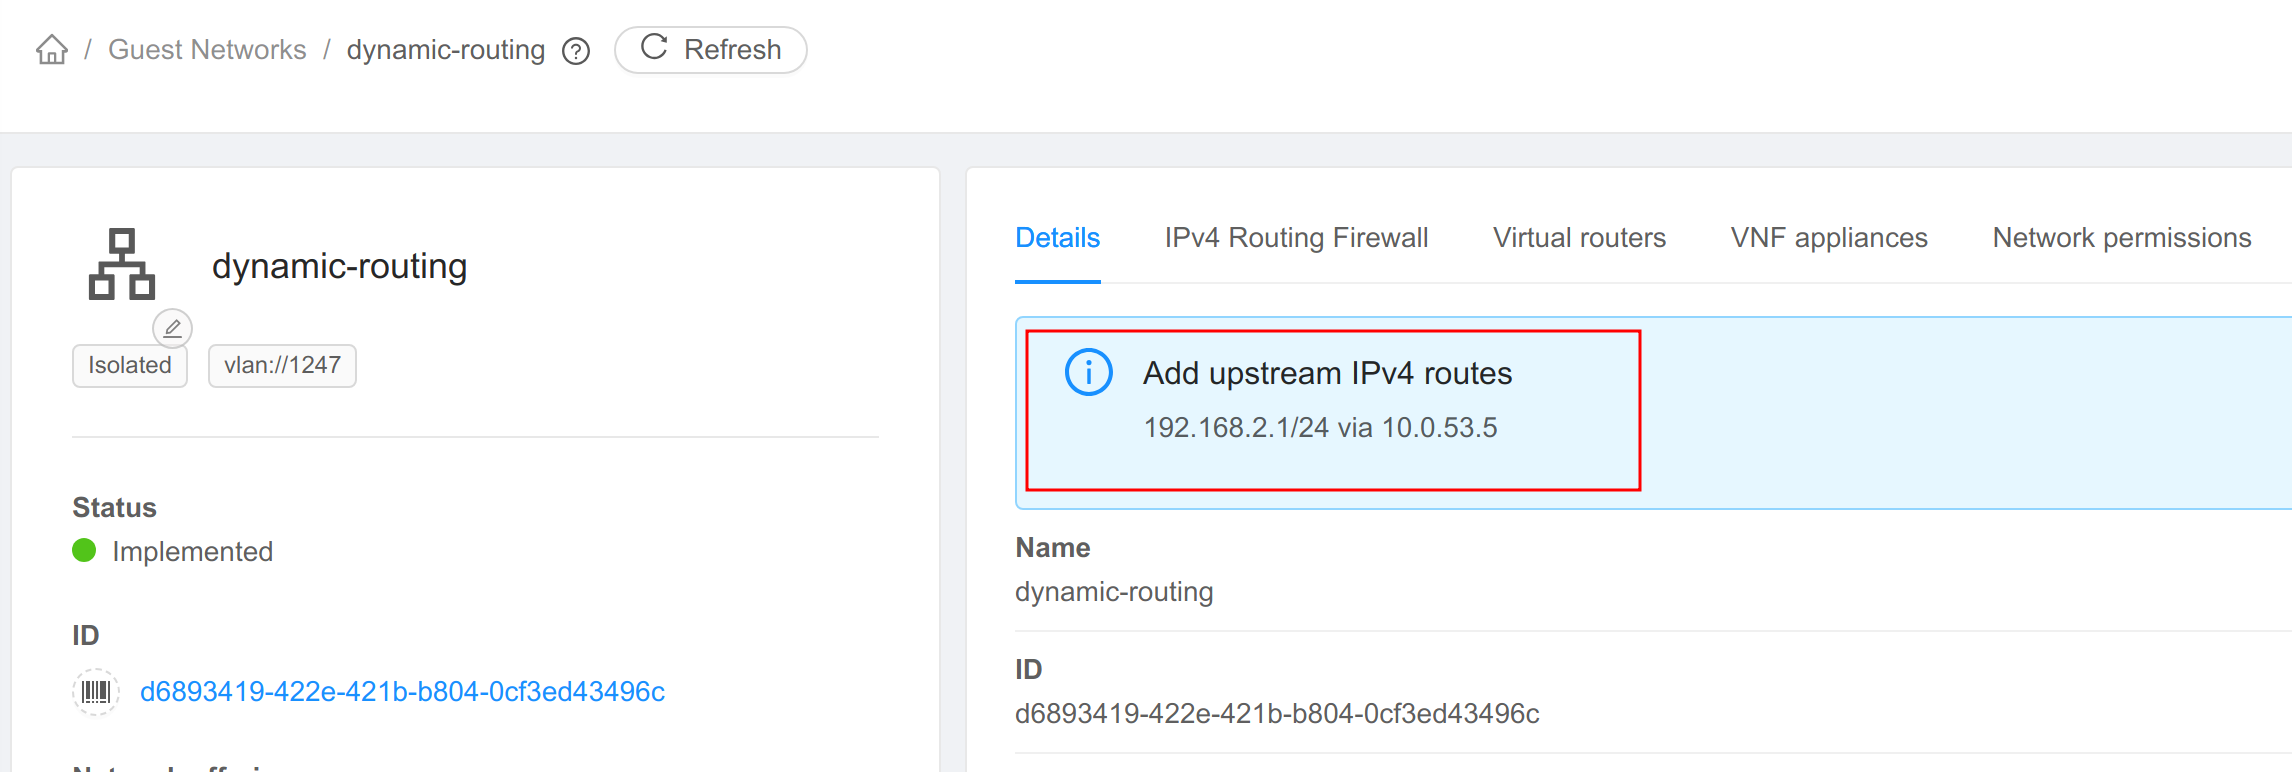 / Guest Networks / dynamic-routing Refresh
dynamic-routing
Isolated vlan://1247
Status
Implemented
ID
d6893419-422e-421b-b804-0cf3ed43496c
Details IPv4 Routing Firewall Virtual routers VNF appliances Network permissions
Add upstream IPv4 routes
192.168.2.1/24 via 10.0.53.5
Name
dynamic-routing
ID
d6893419-422e-421b-b804-0cf3ed43496c